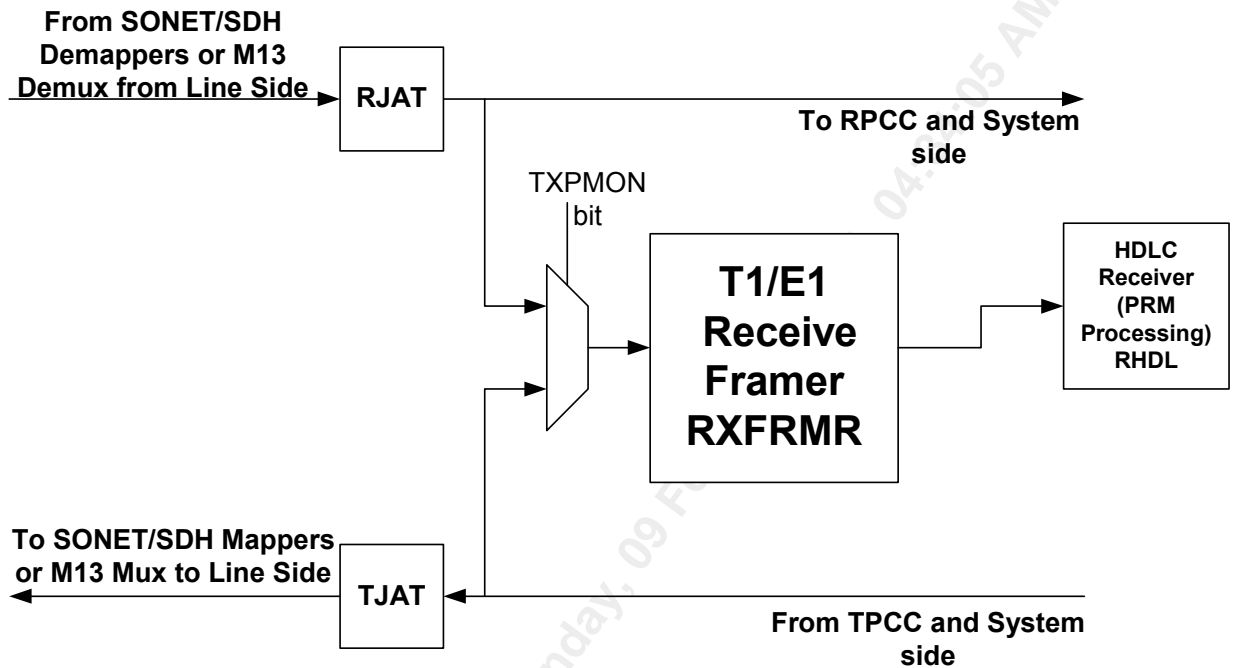 From SONET/SDH
Demappers or M13
Demux from Line Side
RJAT
To RPCC and System
side
TXPMON
bit
T1/E1
Receive
Framer
RXFRMR
HDLC
Receiver
(PRM
Processing)
RHDL
To SONET/SDH Mappers
or M13 Mux to Line Side
TJAT
From TPCC and System
side